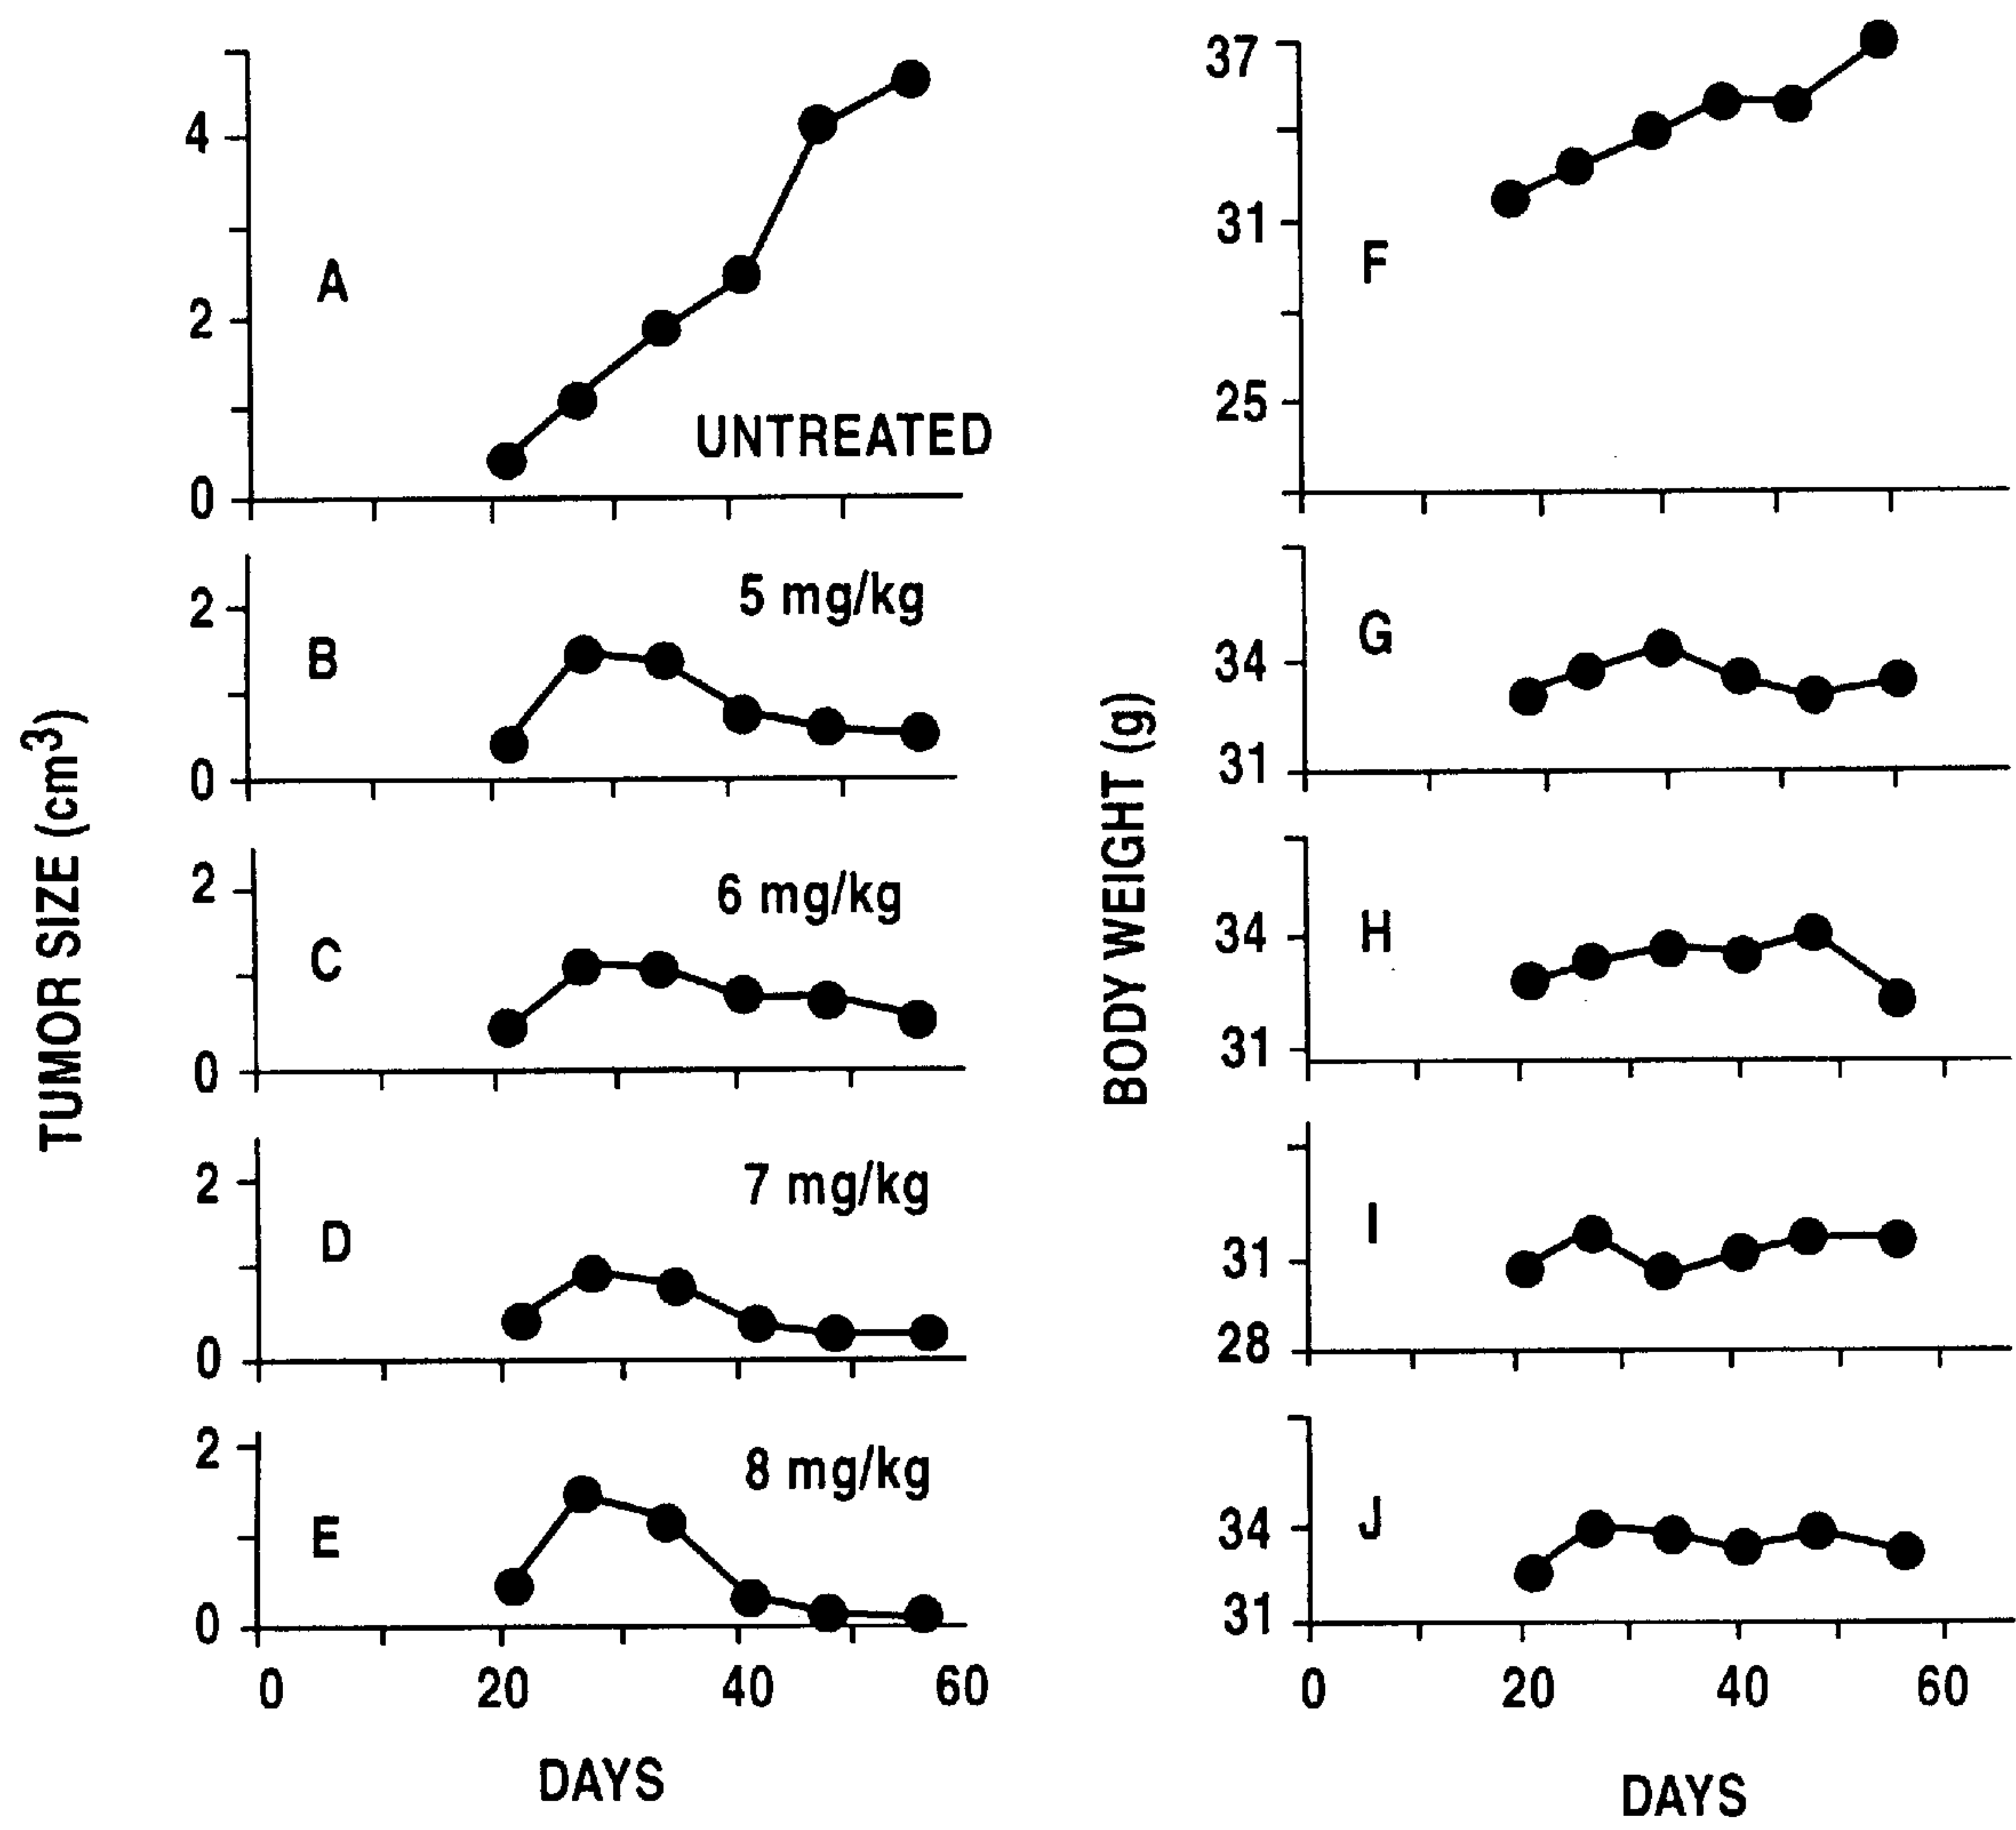 TUMOR SIZE (cm3)
4
2
0
A
UNTREATED
2
0
B
5 mg/kg
2
0
C
6 mg/kg
2
0
D
7 mg/kg
2
0
E
8 mg/kg
0 20 40 60
DAYS
BODY WEIGHT (g)
37
31
25
F
34
31
G
34
31
H
31
28
I
34
31
J
0 20 40 60
DAYS